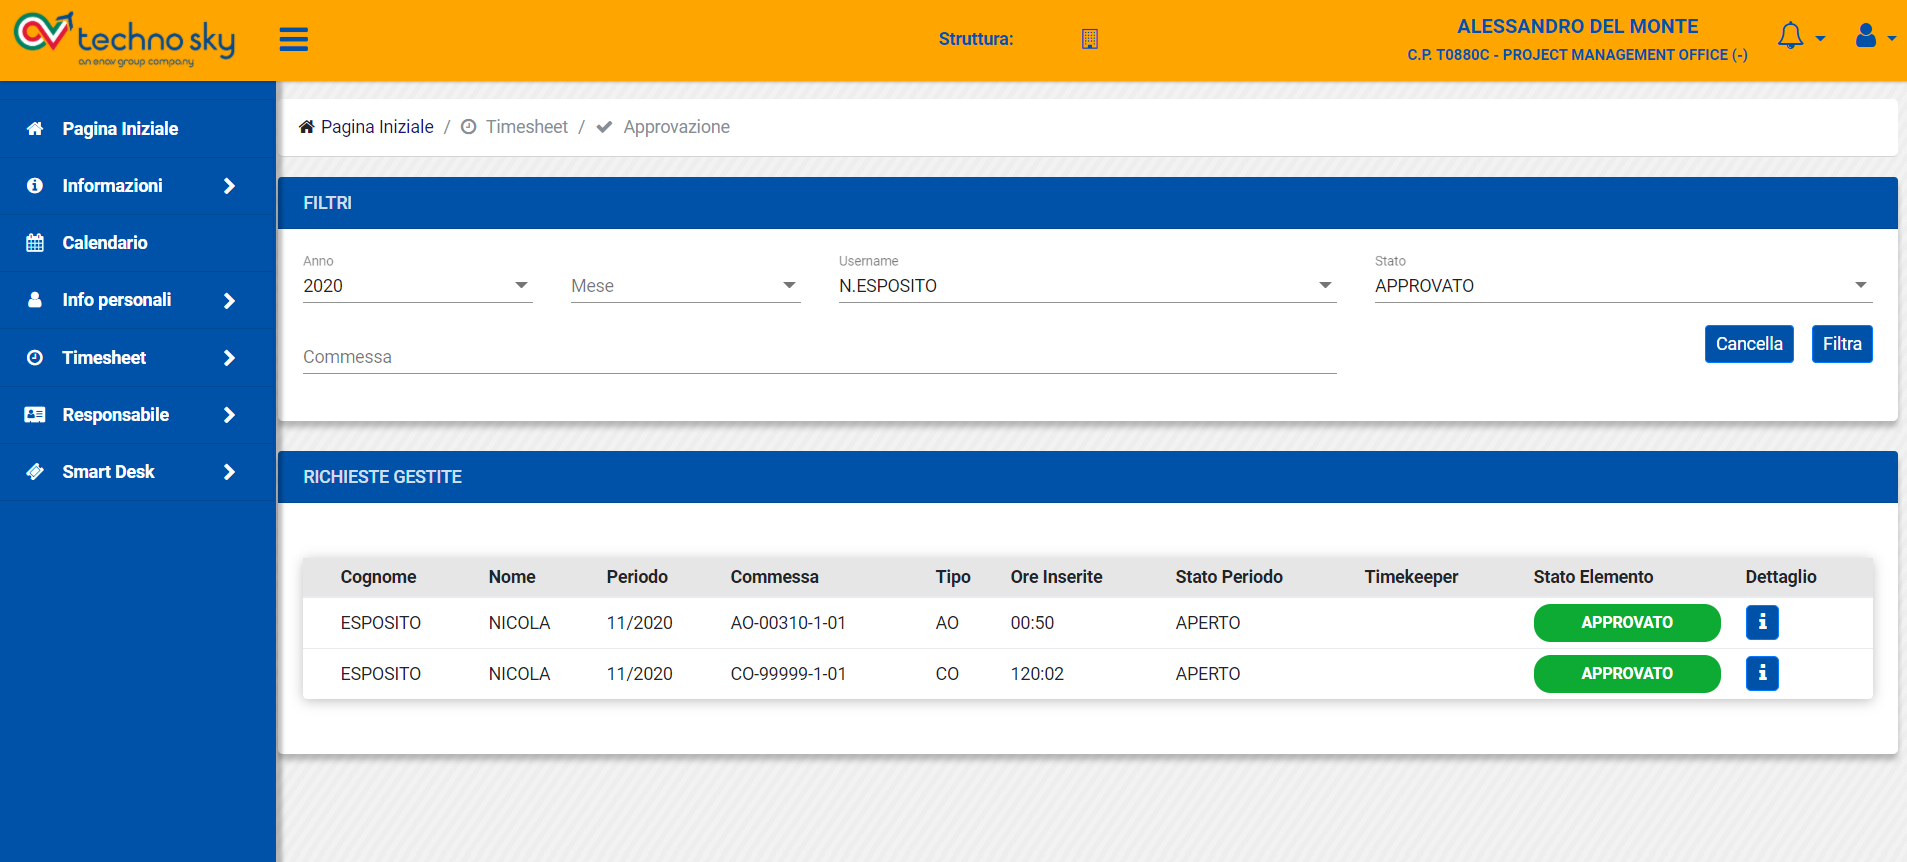 techno sky
an enav group company
Struttura:
ALESSANDRO DEL MONTE
C.P. T0880C - PROJECT MANAGEMENT OFFICE (-)
Pagina Iniziale
Informazioni
Calendario
Info personali
Timesheet
Responsabile
Smart Desk
Pagina Iniziale / Timesheet / Approvazione
FILTRI
Anno Username Stato
2020 Mese N.ESPOSITO APPROVATO
Commessa Cancella Filtra
RICHIESTE GESTITE
Cognome Nome Periodo Commessa Tipo Ore Inserite Stato Periodo Timekeeper Stato Elemento Dettaglio
ESPOSITO NICOLA 11/2020 AO-00310-1-01 AO 00:50 APERTO APPROVATO
ESPOSITO NICOLA 11/2020 CO-99999-1-01 CO 120:02 APERTO APPROVATO